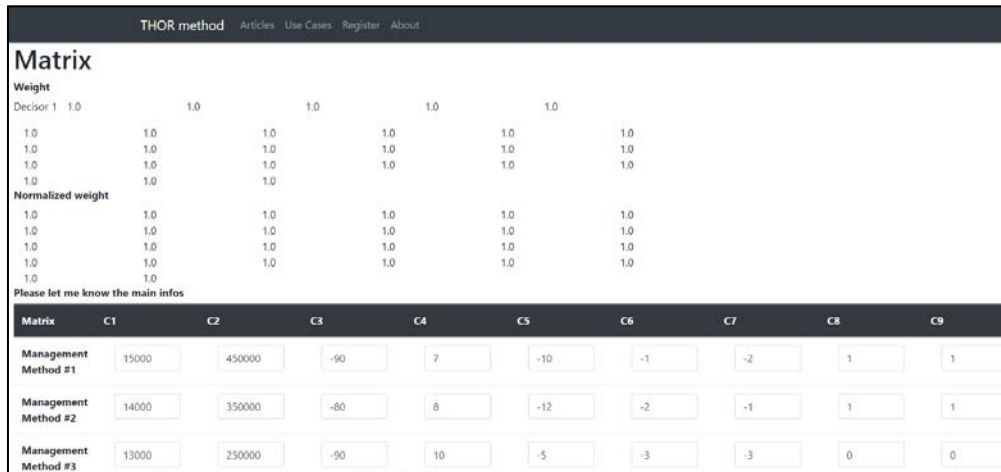 THOR method Articles Use Cases Register About
Matrix
Weight
Decisor 1 1.0 1.0 1.0 1.0 1.0
1.0 1.0 1.0 1.0 1.0 1.0
1.0 1.0 1.0 1.0 1.0 1.0
1.0 1.0 1.0 1.0 1.0 1.0
1.0 1.0 1.0
Normalized weight
1.0 1.0 1.0 1.0 1.0 1.0
1.0 1.0 1.0 1.0 1.0 1.0
1.0 1.0 1.0 1.0 1.0 1.0
1.0 1.0 1.0 1.0 1.0 1.0
1.0 1.0
Please let me know the main infos
Matrix C1 C2 C3 C4 C5 C6 C7 C8 C9
Management Method #1 15000 450000 -90 7 -10 -1 -2 1 1
Management Method #2 14000 350000 -80 8 -12 -2 -1 1 1
Management Method #3 13000 250000 -90 10 -5 -3 -3 0 0